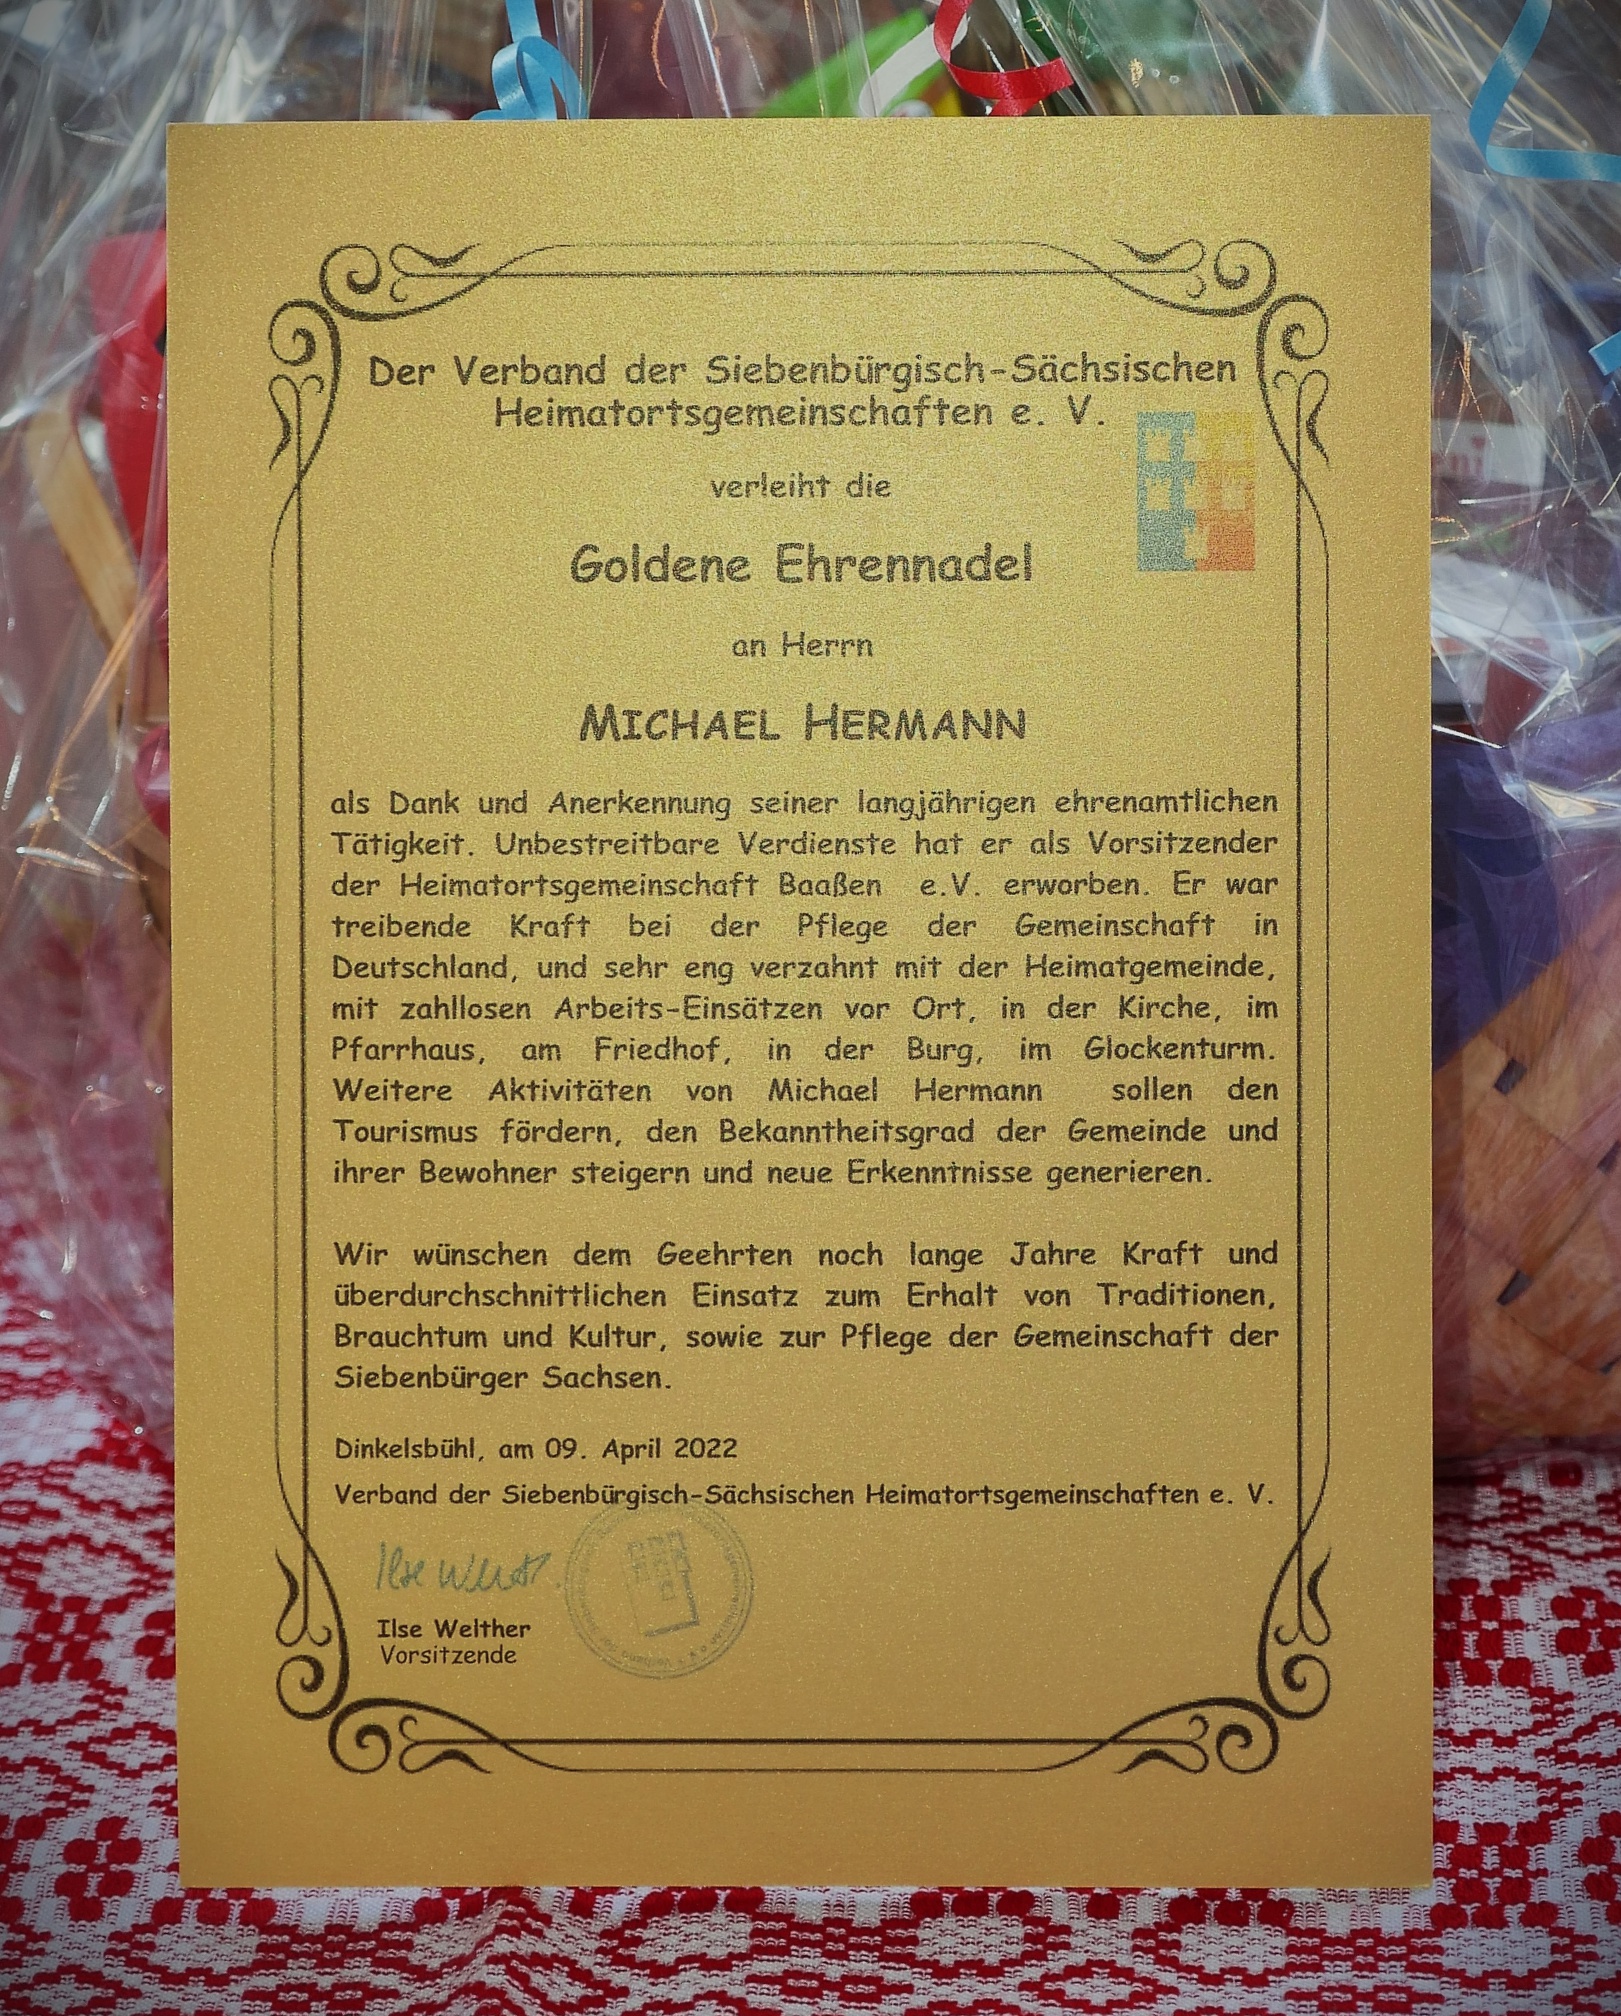 Der Verband der Siebenbürgisch-Sächsischen
Heimatortsgemeinschaften e. V.
verleiht die
Goldene Ehrennadel
an Herrn
MICHAEL HERMANN
als Dank und Anerkennung seiner langjährigen ehrenamtlichen
Tätigkeit. Unbestreitbare Verdienste hat er als Vorsitzender
der Heimatortsgemeinschaft Baaßen e.V. erworben. Er war
treibende Kraft bei der Pflege der Gemeinschaft in
Deutschland, und sehr eng verzahnt mit der Heimatgemeinde,
mit zahllosen Arbeits-Einsätzen vor Ort, in der Kirche, im
Pfarrhaus, am Friedhof, in der Burg, im Glockenturm.
Weitere Aktivitäten von Michael Hermann sollen den
Tourismus fördern, den Bekanntheitsgrad der Gemeinde und
ihrer Bewohner steigern und neue Erkenntnisse generieren.
Wir wünschen dem Geehrten noch lange Jahre Kraft und
überdurchschnittlichen Einsatz zum Erhalt von Traditionen,
Brauchtum und Kultur, sowie zur Pflege der Gemeinschaft der
Siebenbürger Sachsen.
Dinkelsbühl, am 09. April 2022
Verband der Siebenbürgisch-Sächsischen Heimatortsgemeinschaften e. V.
Ilse Welther
Vorsitzende